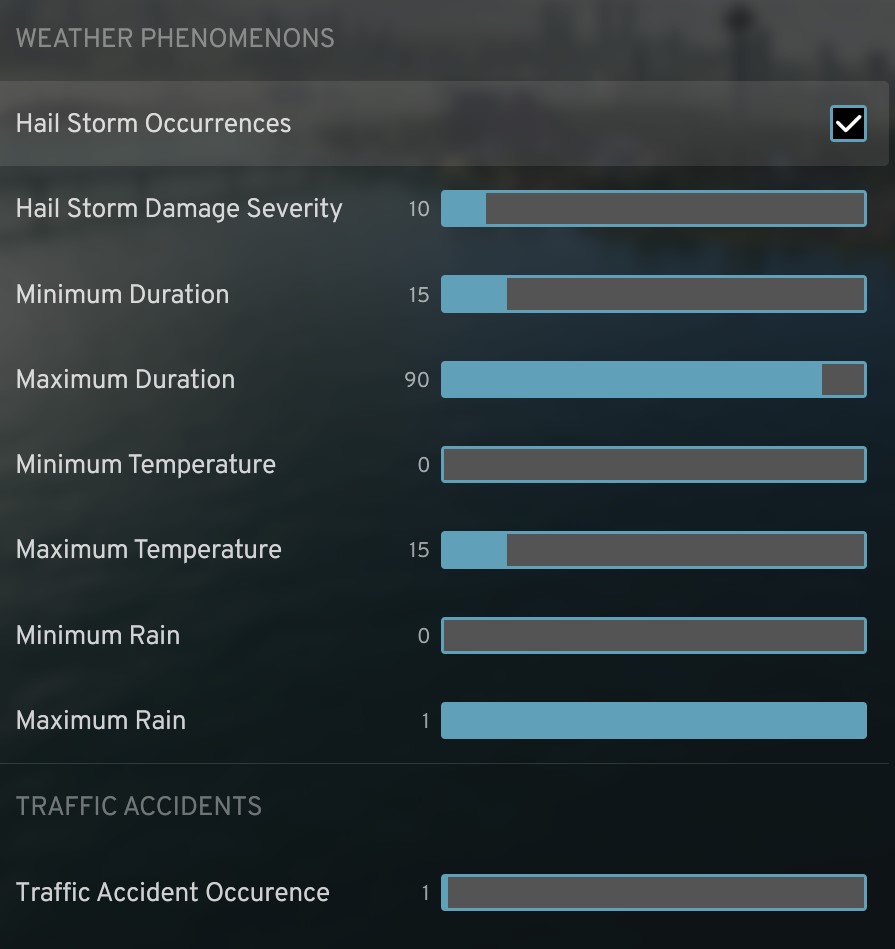 WEATHER PHENOMENONS
Hail Storm Occurrences
Hail Storm Damage Severity 10
Minimum Duration 15
Maximum Duration 90
Minimum Temperature 0
Maximum Temperature 15
Minimum Rain 0
Maximum Rain 1
TRAFFIC ACCIDENTS
Traffic Accident Occurence 1